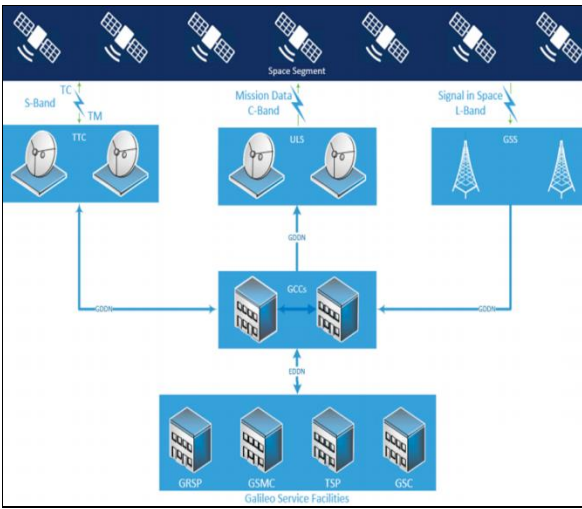 Space Segment
TC
S-Band
TM
Mission Data
C-Band
Signal in Space
L-Band
TTC
ULS
GSS
GDDN
GCCs
GDDN
GDDN
EDDN
GRSP GSMC TSP GSC
Galileo Service Facilities